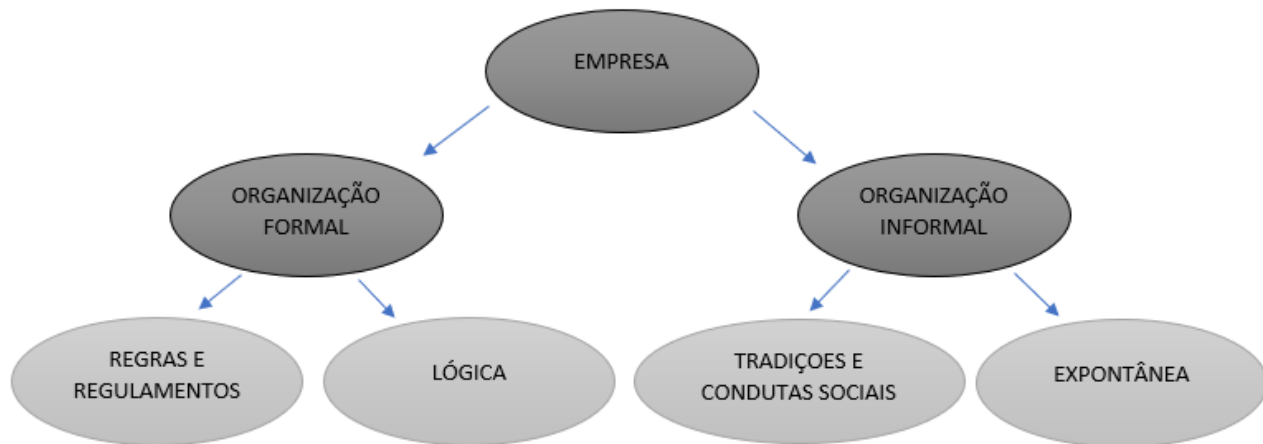 EMPRESA
ORGANIZAÇÃO
FORMAL
ORGANIZAÇÃO
INFORMAL
REGRAS E
REGULAMENTOS
LÓGICA
TRADIÇOES E
CONDUTAS SOCIAIS
EXPONTÂNEA